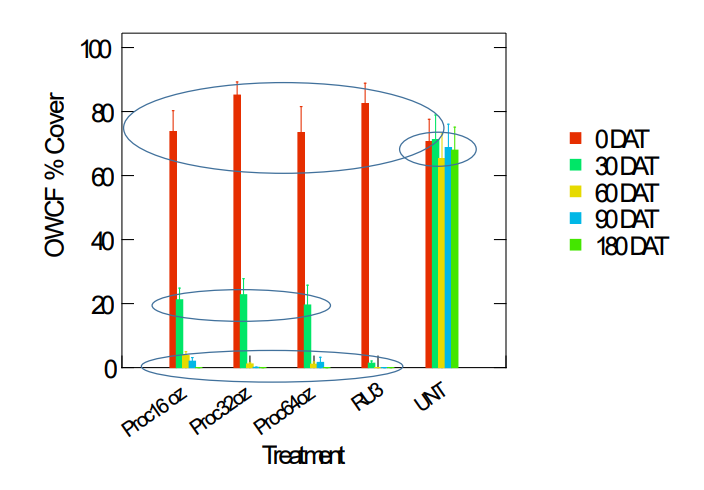 100
80
60
40
20
0
OWCF % Cover
Proc16 oz
Proc32oz
Proc64oz
RU3
UNT
Treatment
0 DAT
30 DAT
60 DAT
90 DAT
180 DAT